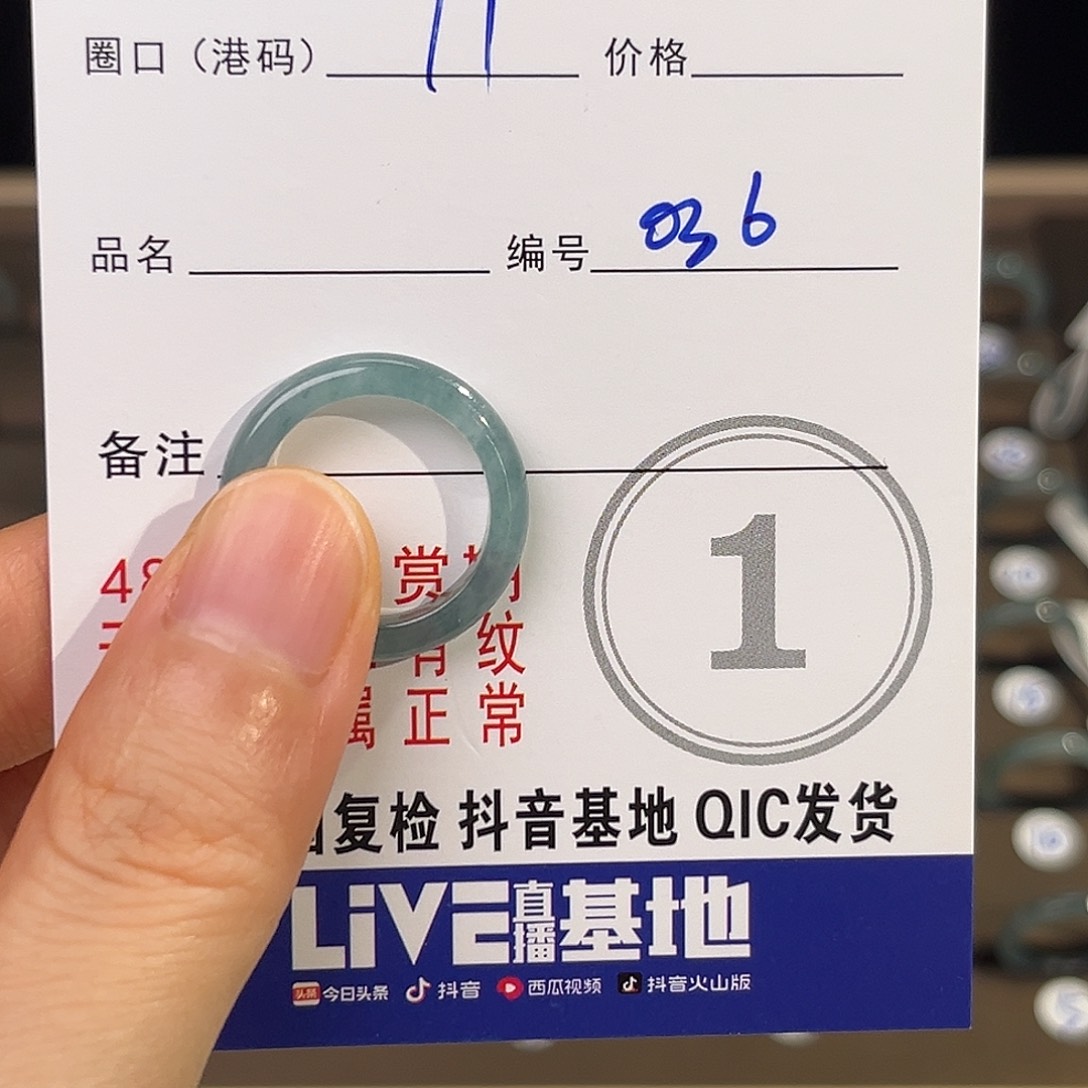 圈口（港码） 11 价格
品名 编号 036
备注
48 赏
有 纹
属 正 常
1
复检 抖音基地 QIC发货
LiVE直播基地
今日头条 抖音 西瓜视频 抖音火山版